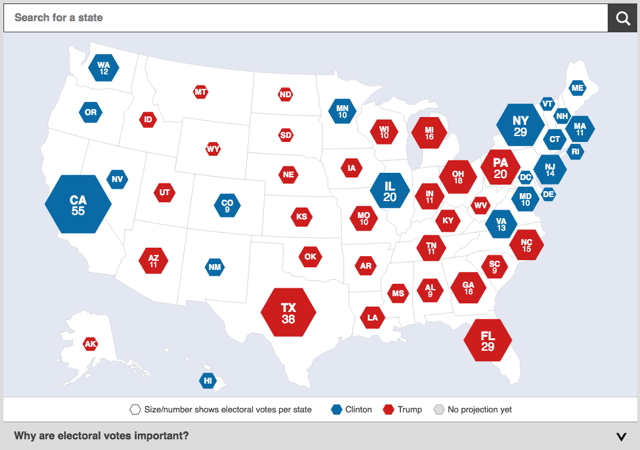 Search for a state
WA
12
MT
ND
MN
10
ME
OR
ID
WY
SD
WI
10
MI
16
NY
29
VT
NH
MA
11
CT
RI
NV
UT
CO
9
NE
IA
IL
20
IN
11
OH
18
PA
20
NJ
14
DC
MD
10
DE
CA
55
KS
MO
10
KY
WV
VA
13
AZ
11
NM
OK
AR
TN
11
NC
15
SC
9
TX
38
LA
MS
AL
9
GA
16
FL
29
AK
HI
Size/number shows electoral votes per state
Clinton
Trump
No projection yet
Why are electoral votes important?